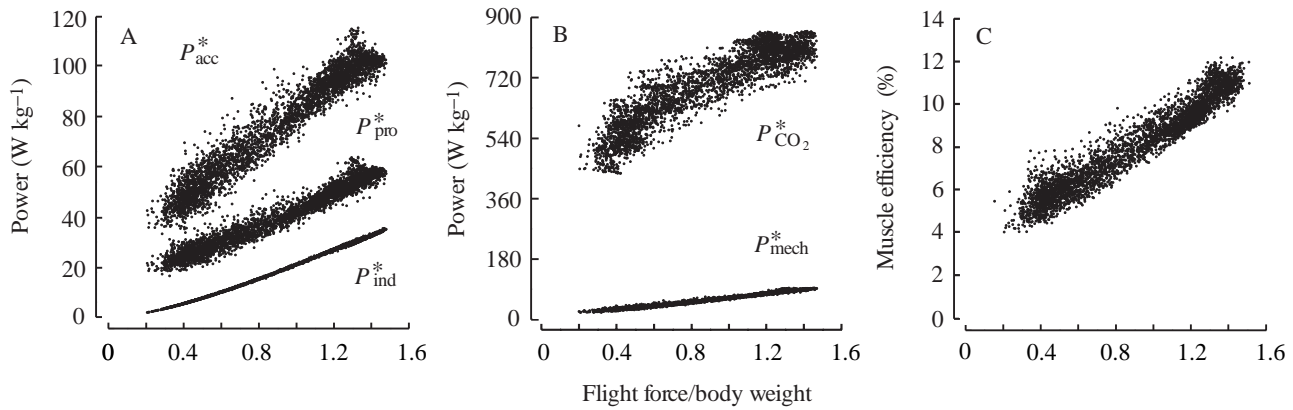 A
Power (W kg⁻¹)
120
100
80
60
40
20
0
P*acc
P*pro
P*ind
0 0.4 0.8 1.2 1.6
B
Power (W kg⁻¹)
900
720
540
360
180
0
P*CO₂
P*mech
0 0.4 0.8 1.2 1.6
Flight force/body weight
C
Muscle efficiency (%)
14
12
10
8
6
4
2
0
0 0.4 0.8 1.2 1.6